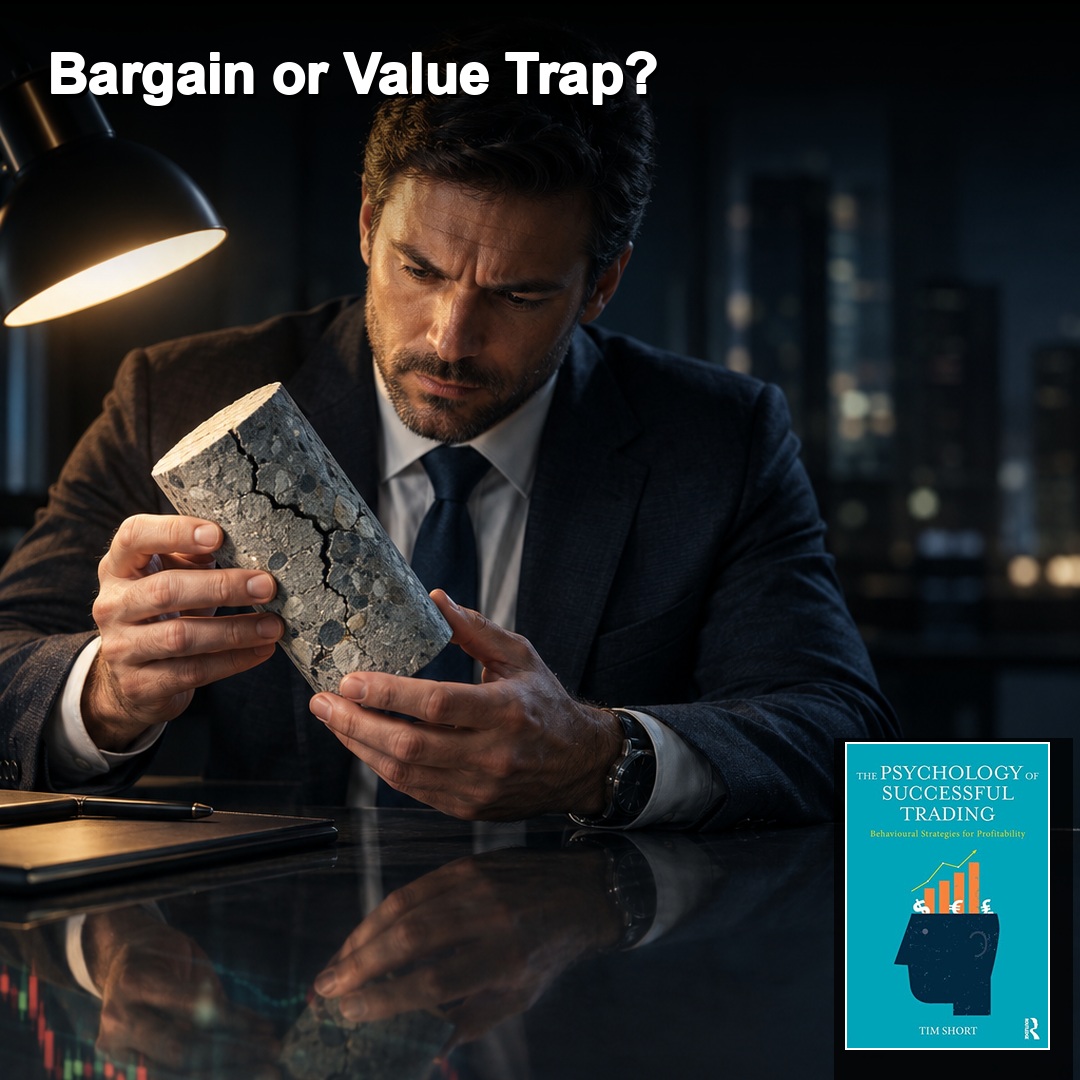 Bargain or Value Trap?
THE PSYCHOLOGY OF
SUCCESSFUL
TRADING
Behavioural Strategies for Profitability
$ € £
TIM SHORT
R